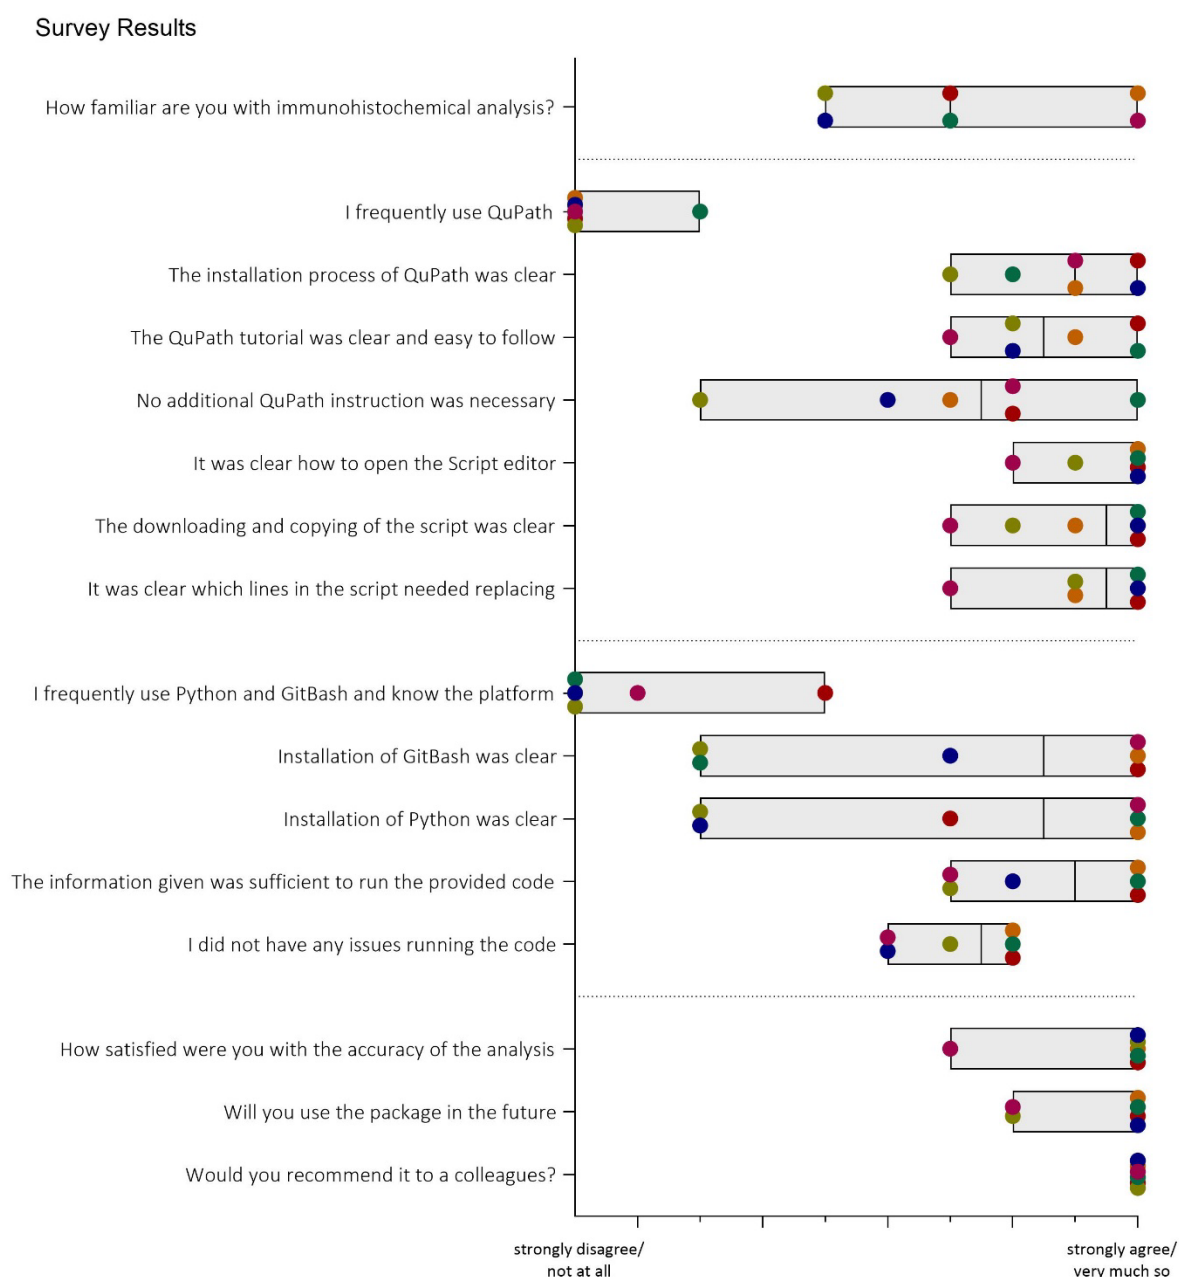 Survey Results
How familiar are you with immunohistochemical analysis?
I frequently use QuPath
The installation process of QuPath was clear
The QuPath tutorial was clear and easy to follow
No additional QuPath instruction was necessary
It was clear how to open the Script editor
The downloading and copying of the script was clear
It was clear which lines in the script needed replacing
I frequently use Python and GitBash and know the platform
Installation of GitBash was clear
Installation of Python was clear
The information given was sufficient to run the provided code
I did not have any issues running the code
How satisfied were you with the accuracy of the analysis
Will you use the package in the future
Would you recommend it to a colleagues?
strongly disagree/
not at all
strongly agree/
very much so